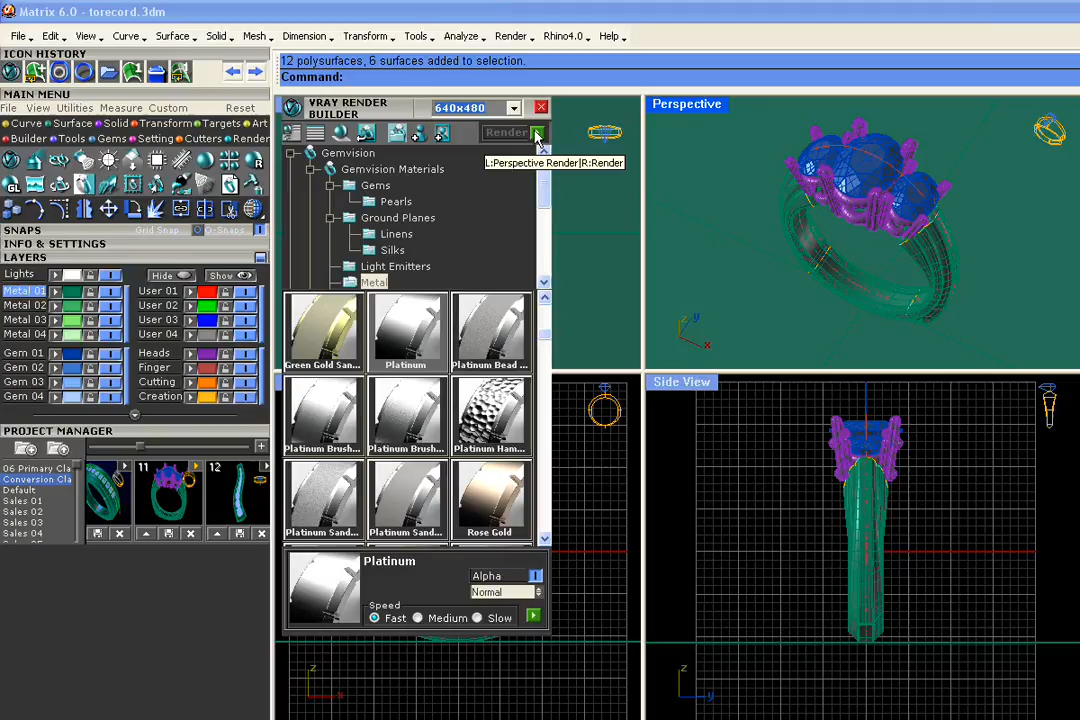 Matrix 6.0 - torecord.3dm
File Edit View Curve Surface Solid Mesh Dimension Transform Tools Analyze Render Rhino4.0 Help
ICON HISTORY
12 polysurfaces, 6 surfaces added to selection.
Command:
MAIN MENU
File View Utilities Measure Custom Reset
Curve Surface Solid Transform Targets Art
Builder Tools Gems Setting Cutters Render
VRAY RENDER BUILDER
640x480
Render
L:Perspective Render|R:Render
Gemvision
Gemvision Materials
Gems
Pearls
Ground Planes
Linens
Silks
Light Emitters
Metal
Perspective
GL
SNAPS Grid Snap O-Snaps
INFO & SETTINGS
LAYERS
Lights Hide Show
Metal 01 User 01
Metal 02 User 02
Metal 03 User 03
Metal 04 User 04
Gem 01 Heads
Gem 02 Finger
Gem 03 Cutting
Gem 04 Creation
PROJECT MANAGER
06 Primary Cla
Conversion Cla
Default
Sales 01
Sales 02
Sales 03
Sales 04
11
12
Green Gold San...
Platinum
Platinum Bead ...
Platinum Brush...
Platinum Brush...
Platinum Ham...
Platinum Sand...
Platinum Sand...
Rose Gold
Platinum
Alpha
Normal
Speed
Fast Medium Slow
Side View
z
y
x
z
x
z
y